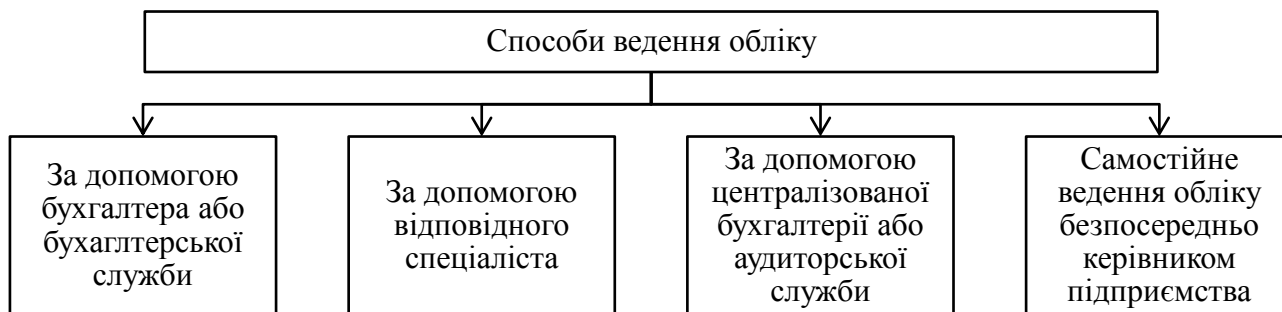 Способи ведення обліку
За допомогою
бухгалтера або
бухаглтерської
служби
За допомогою
відповідного
спеціаліста
За допомогою
централізованої
бухгалтерії або
аудиторської
служби
Самостійне
ведення обліку
безпосередньо
керівником
підприємства